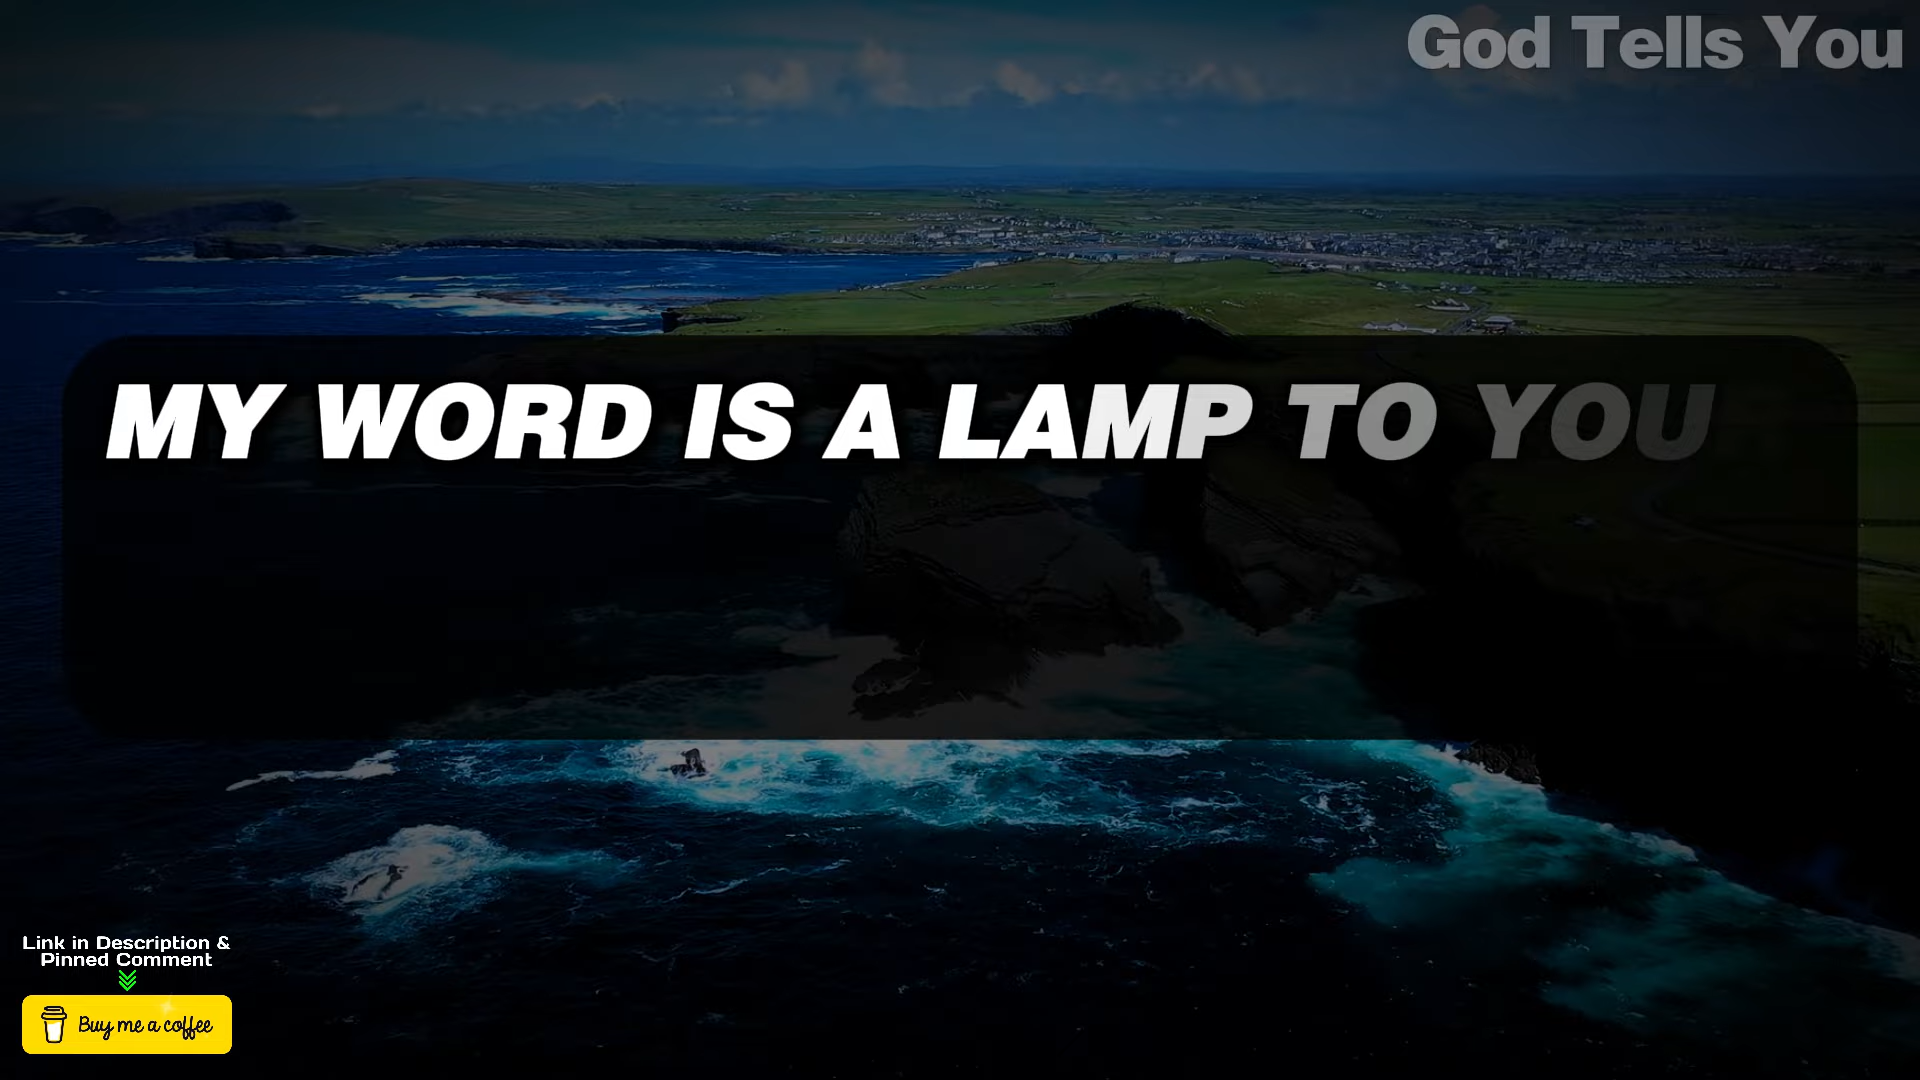 God Tells You
MY WORD IS A LAMP TO YOU
Link in Description &
Pinned Comment
Buy me a coffee